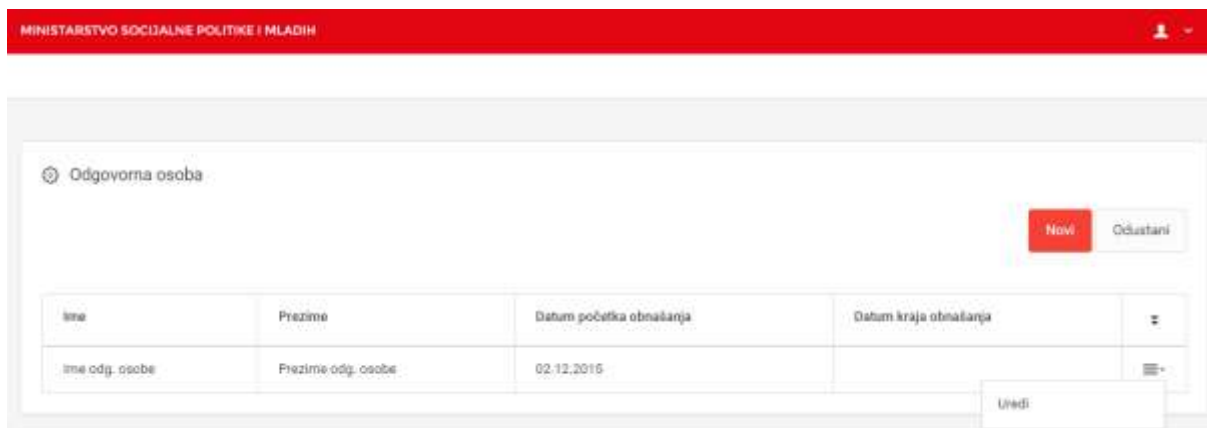 MINISTARSTVO SOCIJALNE POLITIKE I MLADIH
Odgovorna osoba
Novi Odustani
Ime Prezime Datum početka obnašanja Datum kraja obnašanja
Ime odg. osobe Prezime odg. osobe 02.12.2015
Uredi